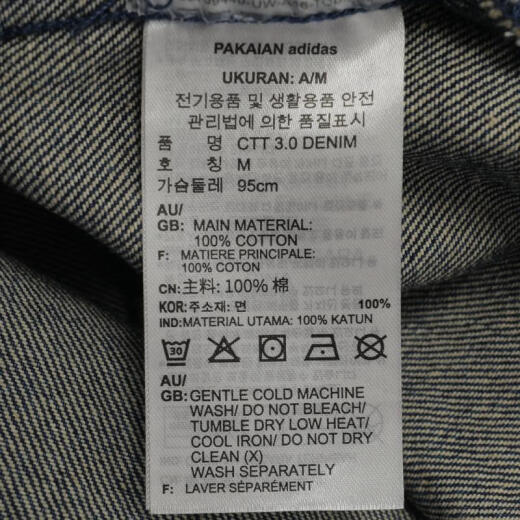 PAKAIAN adidas
UKURAN: A/M
전기용품 및 생활용품 안전
관리법에 의한 품질표시
품 명 CTT 3.0 DENIM
호 칭 M
가슴둘레 95cm
AU/
GB: MAIN MATERIAL:
100% COTTON
F: MATIERE PRINCIPALE:
100% COTON
CN:主料: 100% 棉
KOR:주소재: 면 100%
IND:MATERIAL UTAMA: 100% KATUN
30
AU/
GB:GENTLE COLD MACHINE
WASH/ DO NOT BLEACH/
TUMBLE DRY LOW HEAT/
COOL IRON/ DO NOT DRY
CLEAN (X)
WASH SEPARATELY
F: LAVER SÉPARÉMENT